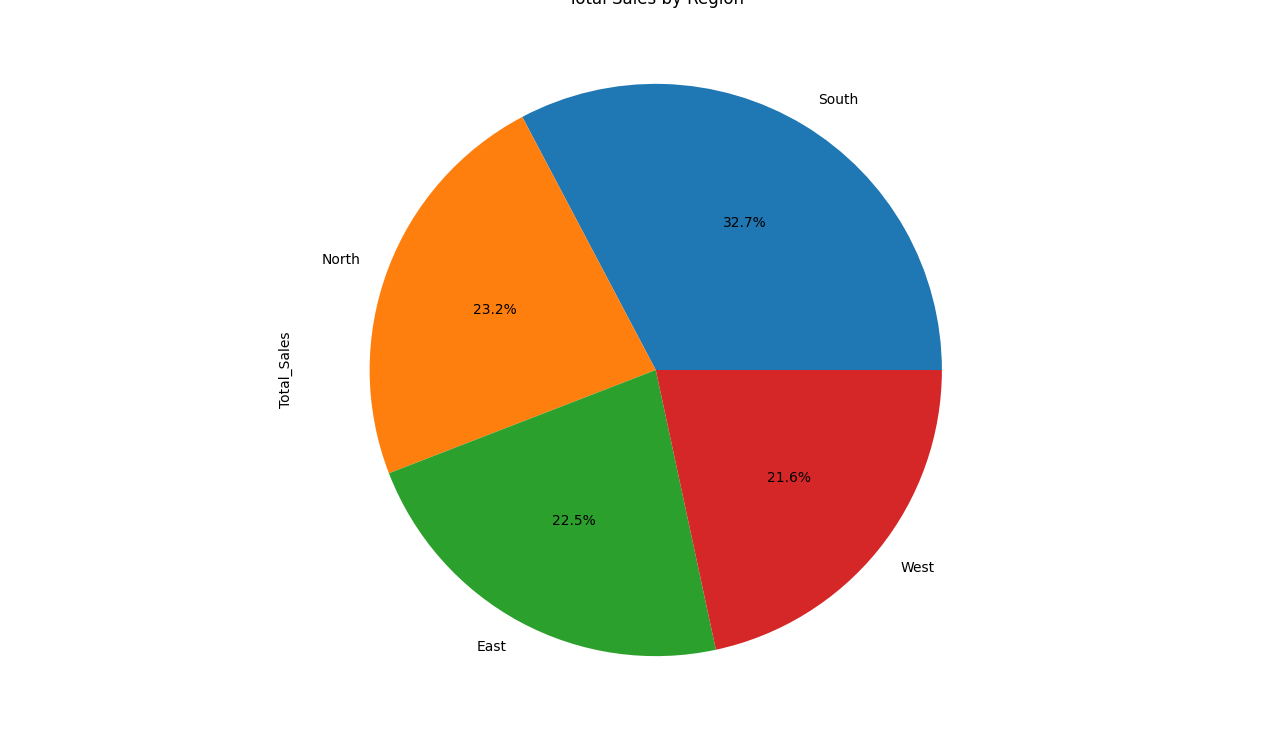 Total Sales by Region
South
32.7%
North
23.2%
Total_Sales
21.6%
22.5%
West
East